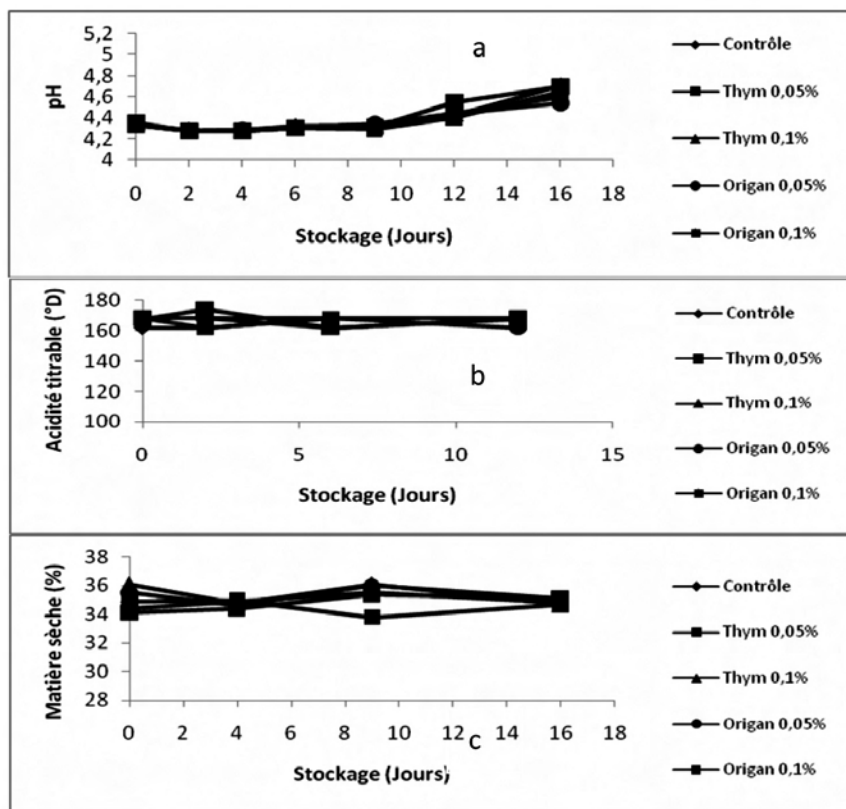 a
5,2
5
4,8
4,6
4,4
4,2
4
pH
0 2 4 6 8 10 12 14 16 18
Stockage (Jours)
Contrôle
Thym 0,05%
Thym 0,1%
Origan 0,05%
Origan 0,1%
b
180
160
140
120
100
Acidité titrable (°D)
0 5 10 15
Stockage (Jours)
Contrôle
Thym 0,05%
Thym 0,1%
Origan 0,05%
Origan 0,1%
38
36
34
32
30
28
Matière sèche (%)
0 2 4 6 8 10 12 14 16 18
c
Stockage (Jours)
Contrôle
Thym 0,05%
Thym 0,1%
Origan 0,05%
Origan 0,1%